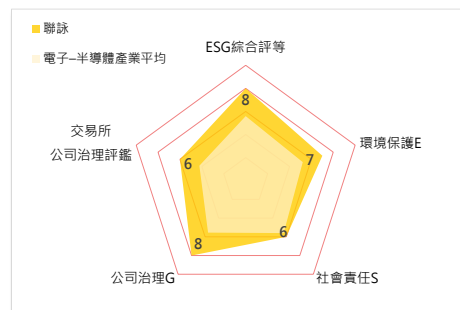 聯詠
電子–半導體產業平均
ESG綜合評等
8
環境保護E
7
交易所
公司治理評鑑
6
6
8
公司治理G
社會責任S